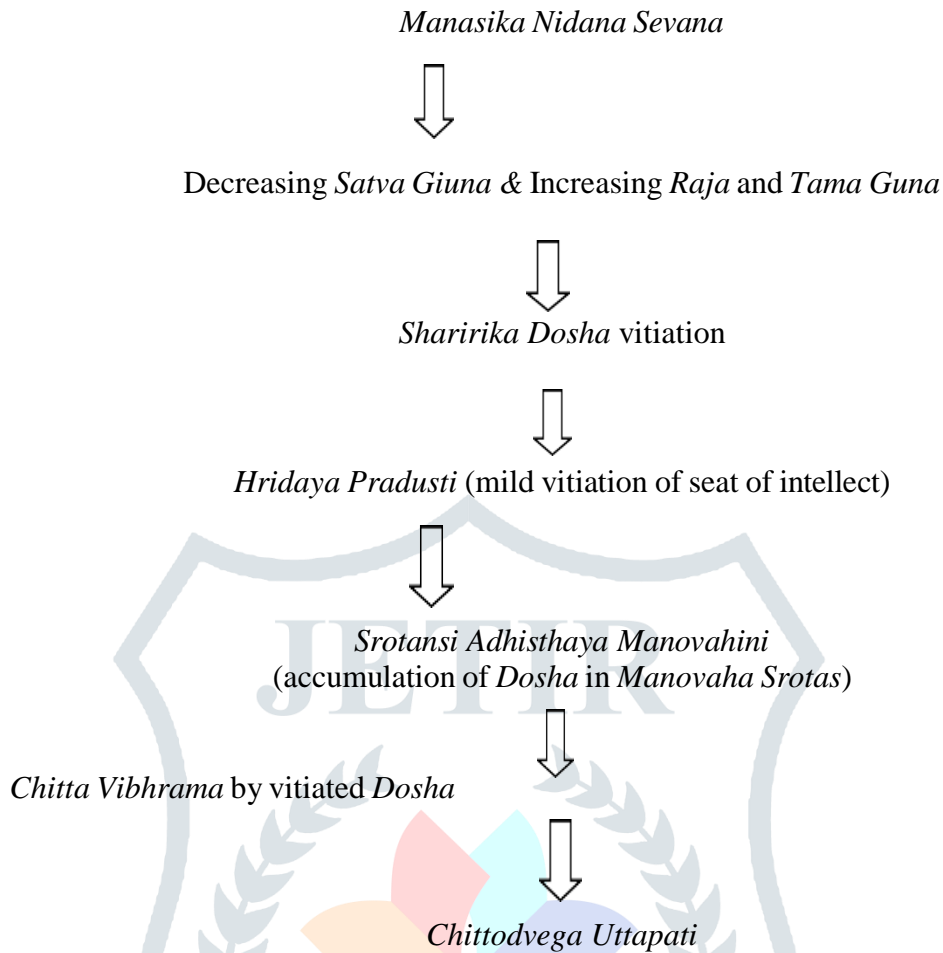 Manasika Nidana Sevana
Decreasing Satva Giuna & Increasing Raja and Tama Guna
Sharirika Dosha vitiation
Hridaya Pradusti (mild vitiation of seat of intellect)
JETIR
Srotansi Adhisthaya Manovahini
(accumulation of Dosha in Manovaha Srotas)
Chitta Vibhrama by vitiated Dosha
Chittodvega Uttapati